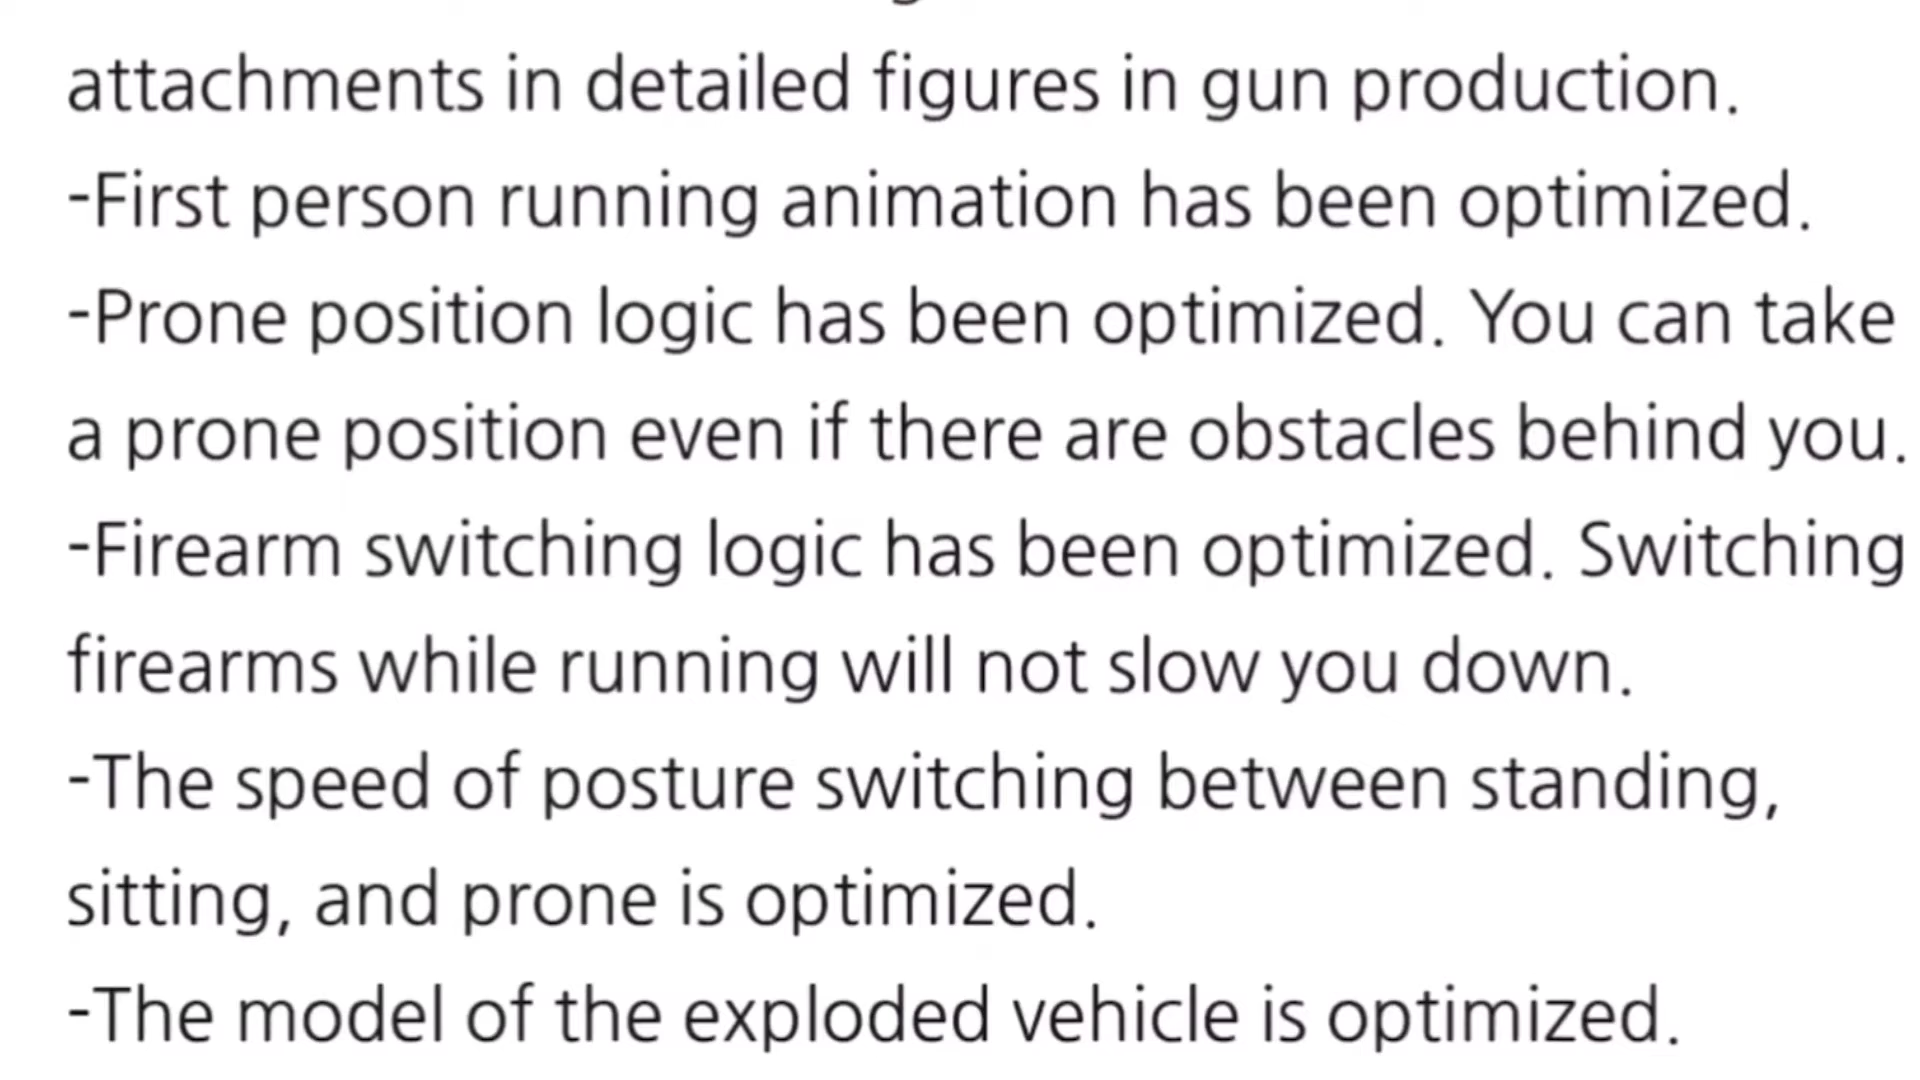 attachments in detailed figures in gun production.
-First person running animation has been optimized.
-Prone position logic has been optimized. You can take
a prone position even if there are obstacles behind you.
-Firearm switching logic has been optimized. Switching
firearms while running will not slow you down.
-The speed of posture switching between standing,
sitting, and prone is optimized.
-The model of the exploded vehicle is optimized.